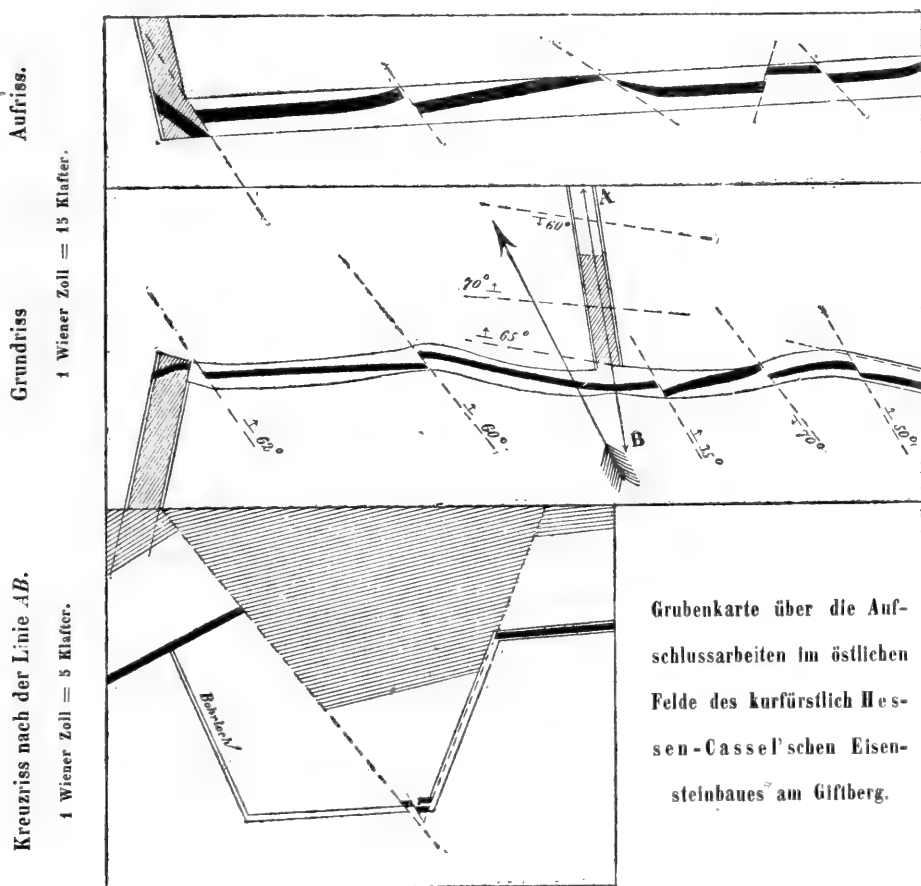 Aufriss.
1 Wiener Zoll = 15 Klafter.
Grundriss
A
60°
70°
65°
B
62°
60°
35°
70°
50°
Kreuzriss nach der Linie AB.
1 Wiener Zoll = 5 Klafter.
Bohrloch
Grubenkarte über die Auf-
schlussarbeiten im östlichen
Felde des kurfürstlich Hes-
sen-Cassel'schen Eisen-
steinbaues am Giftberg.